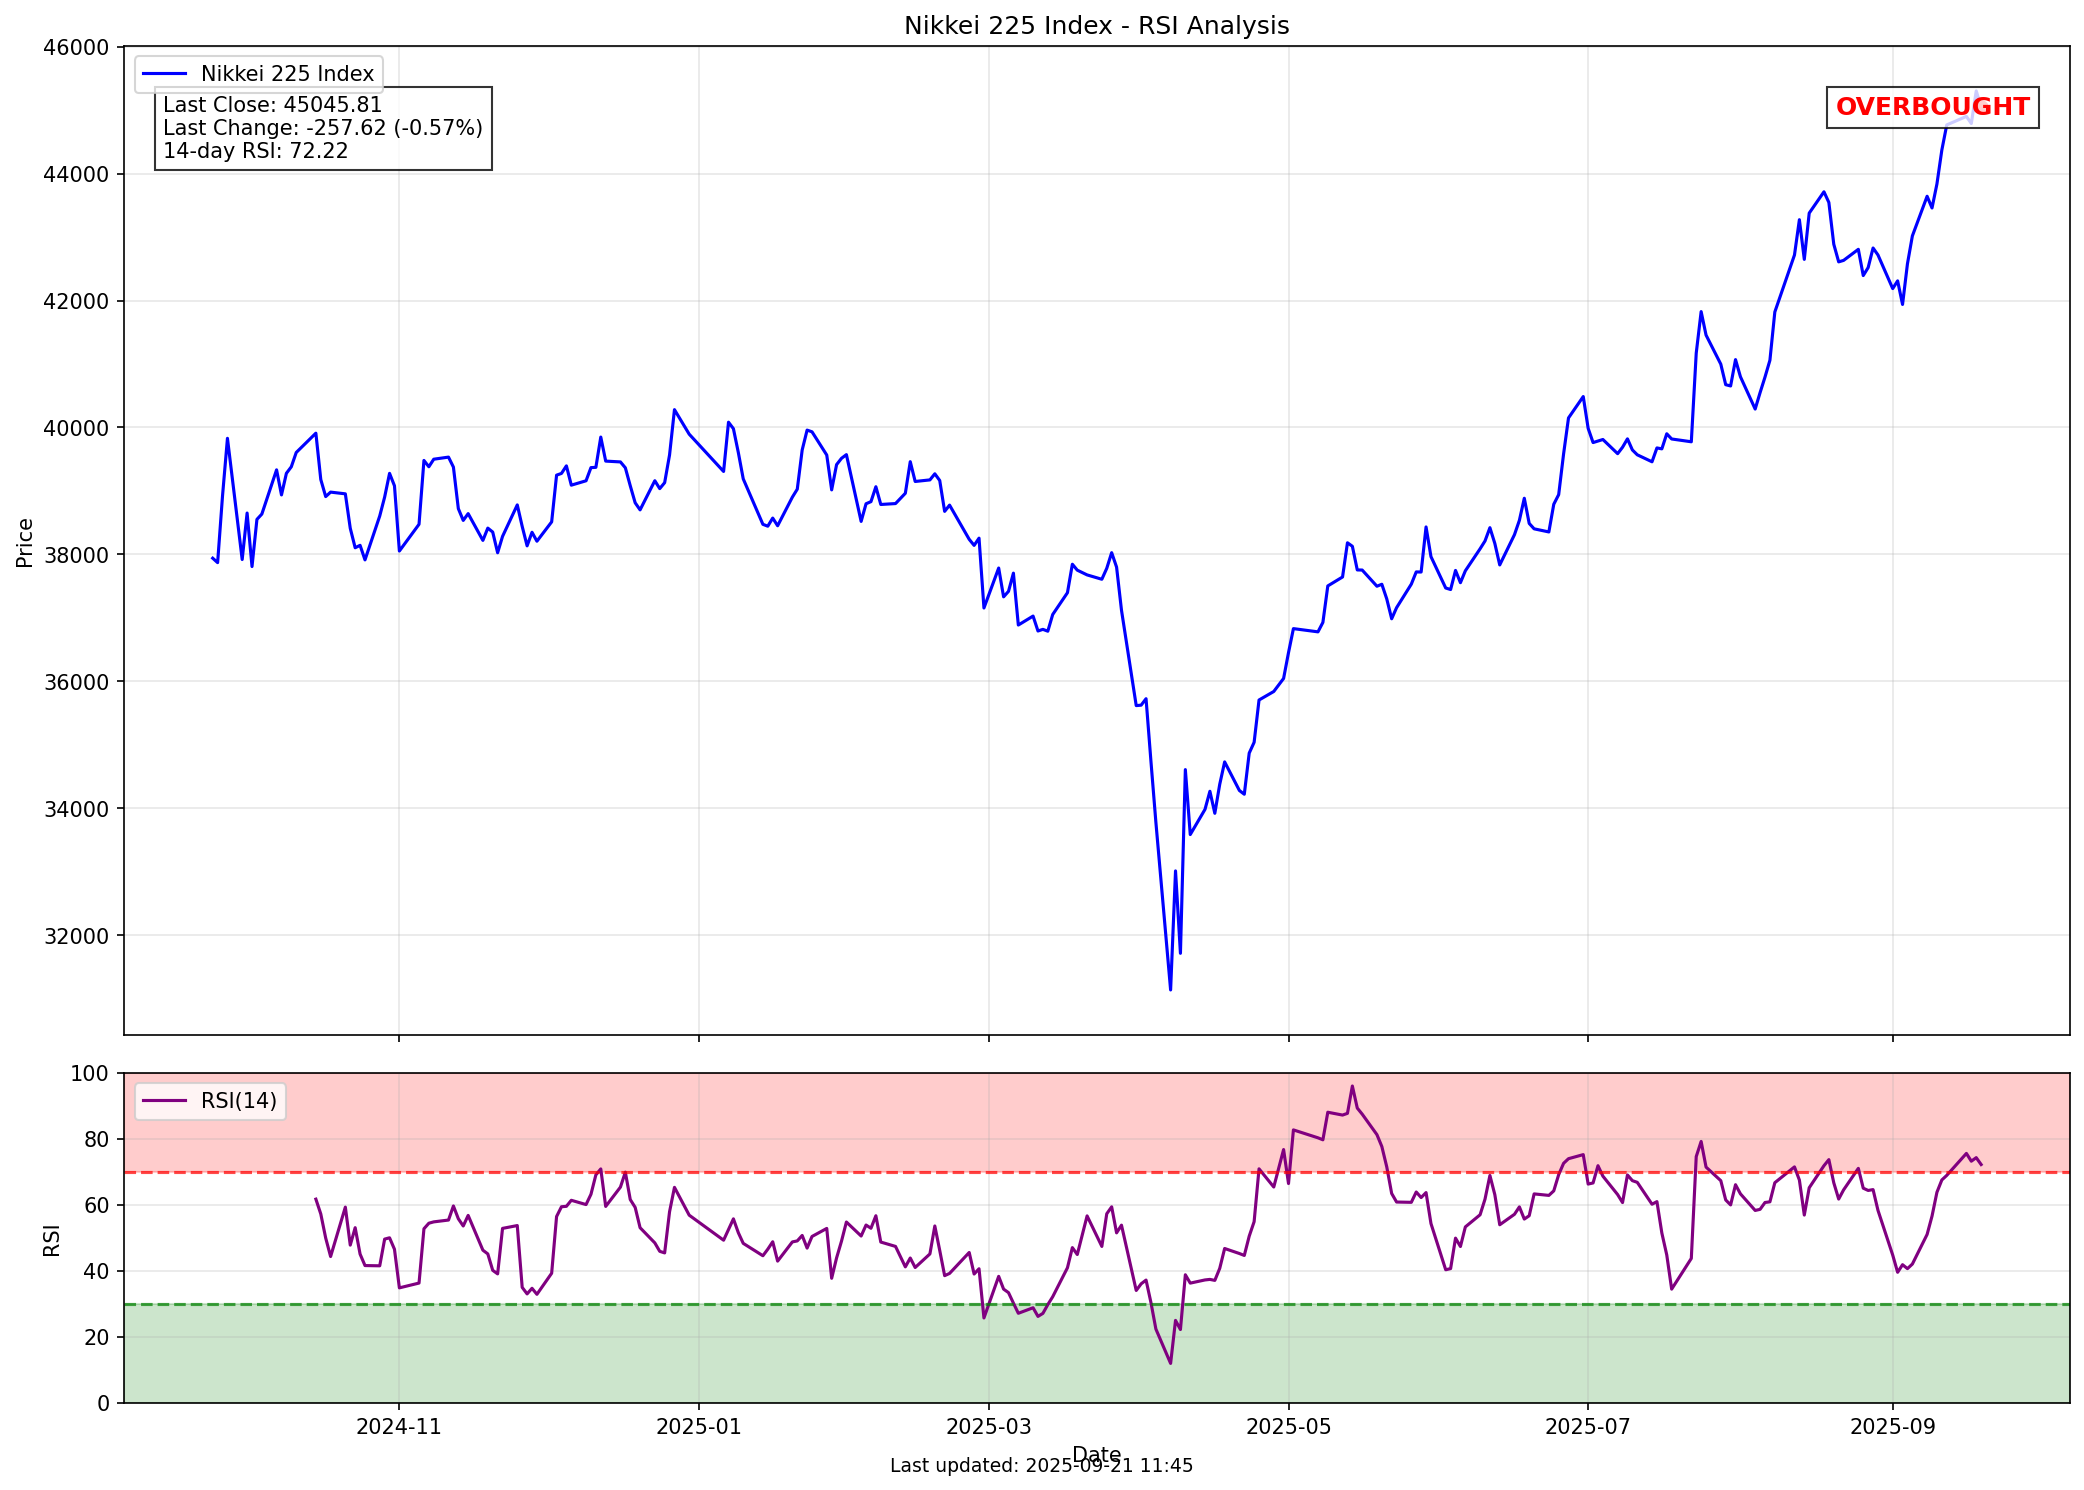 Nikkei 225 Index - RSI Analysis
46000
44000
42000
40000
38000
36000
34000
32000
Price
Nikkei 225 Index
Last Close: 45045.81
Last Change: -257.62 (-0.57%)
14-day RSI: 72.22
OVERBOUGHT
100
80
60
40
20
0
RSI
RSI(14)
2024-11
2025-01
2025-03
2025-05
2025-07
2025-09
Date
Last updated: 2025-09-21 11:45